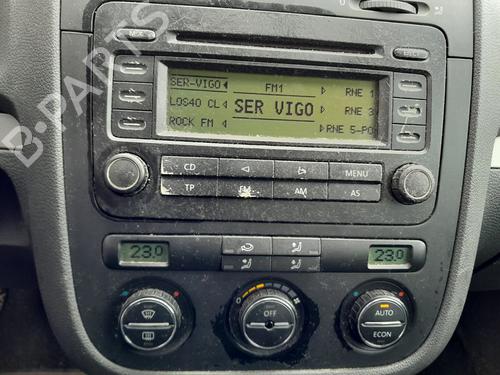 B-PARTS
SER-VIGO FM1 RNE 1
LOS40 CL SER VIGO RNE 3
ROCK FM RNE 5-PO
CD MENU
TP FM AM AS
23.0 23.0
OFF AUTO
ECON